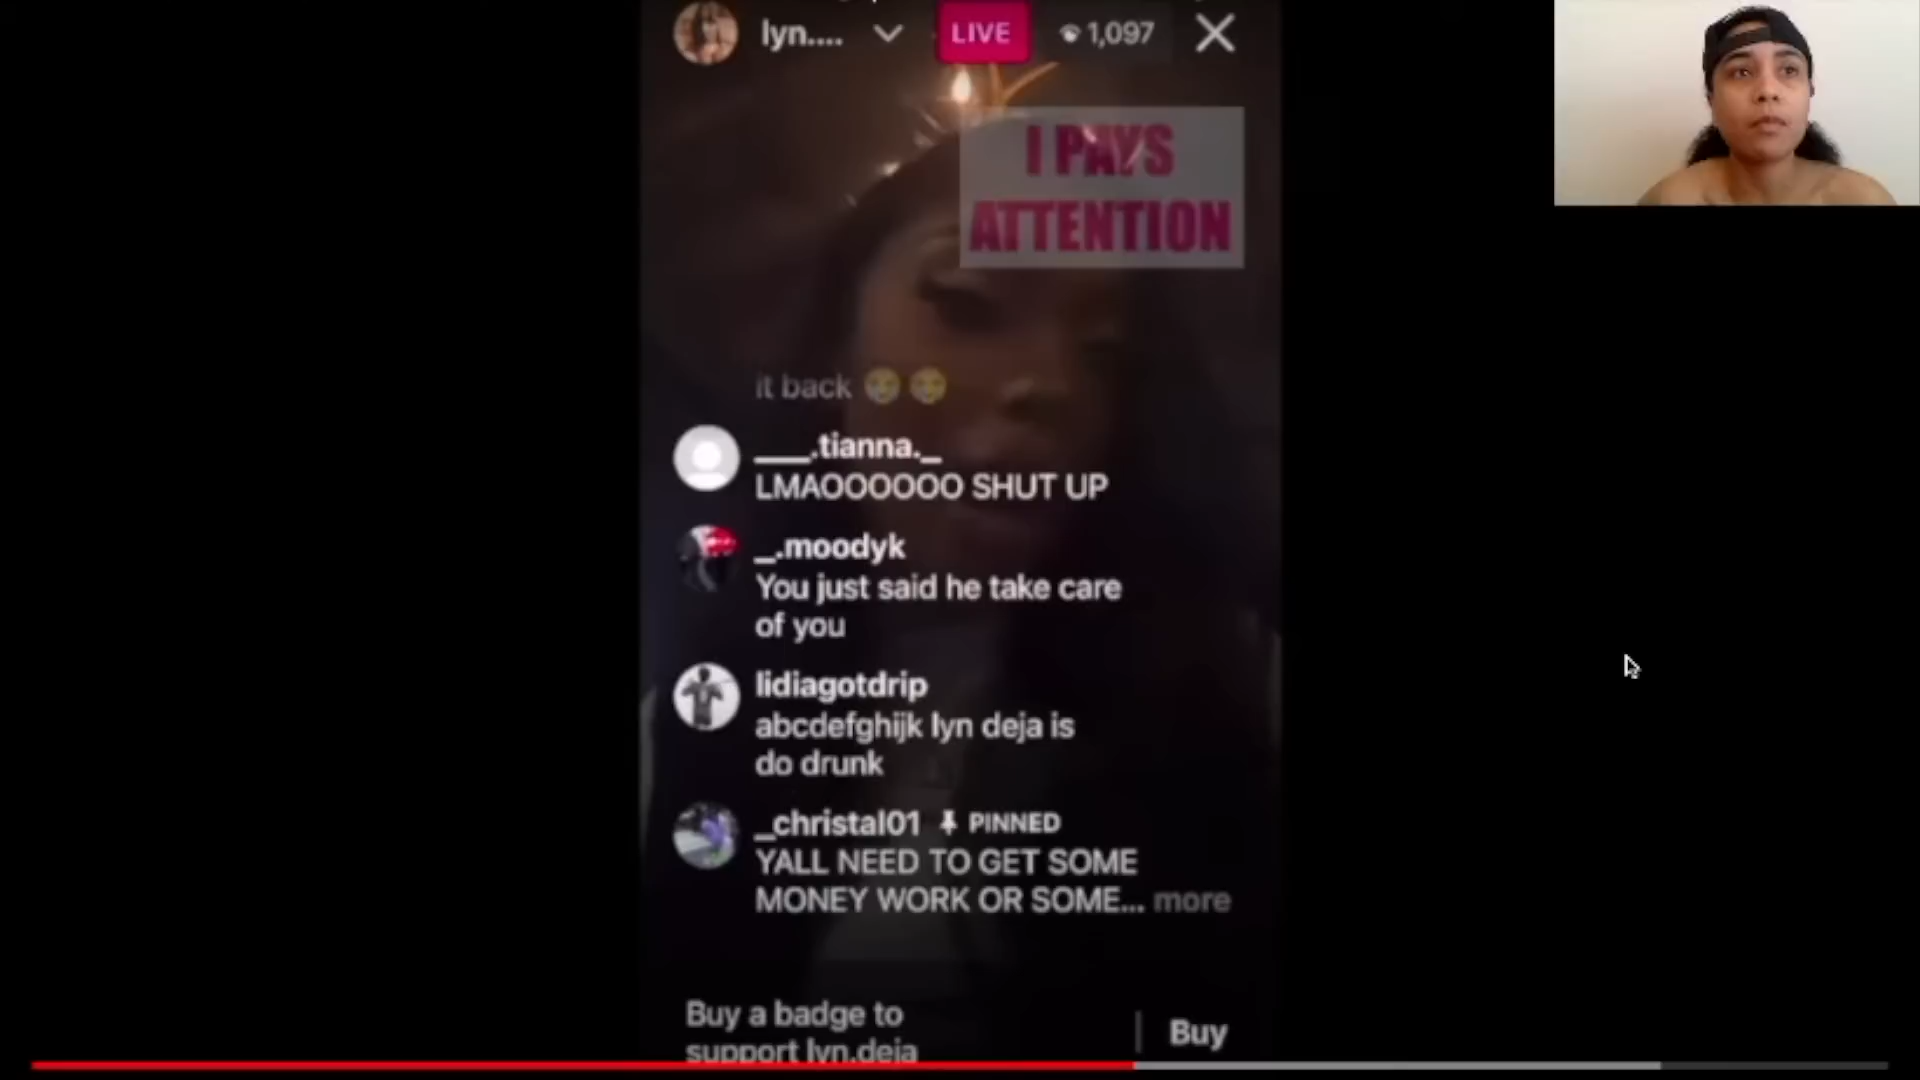 lyn....
LIVE
1,097
I PAYS
ATTENTION
it back
___.tianna._
LMAOOOOOO SHUT UP
_.moodyk
You just said he take care
of you
lidiagotdrip
abcdefghijk lyn deja is
do drunk
_christal01 PINNED
YALL NEED TO GET SOME
MONEY WORK OR SOME... more
Buy a badge to
support lyn.deja
Buy